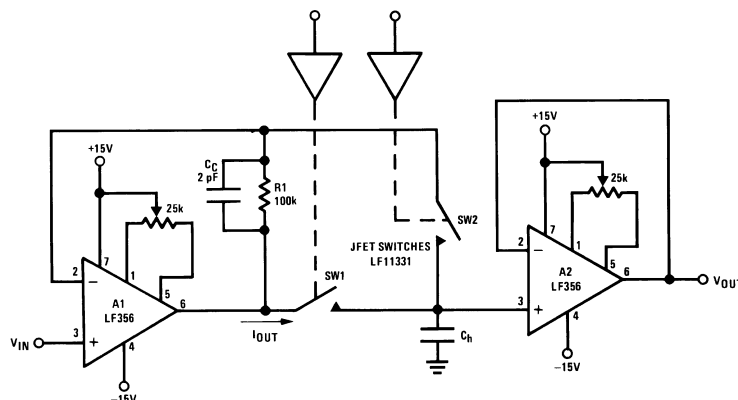 +15V
25k
2
7
1
5
A1
LF356
6
3
4
VIN
-15V
CC
2 pF
R1
100k
IOUT
SW1
SW2
JFET SWITCHES
LF11331
Ch
+15V
25k
2
7
1
5
A2
LF356
6
3
4
-15V
VOUT